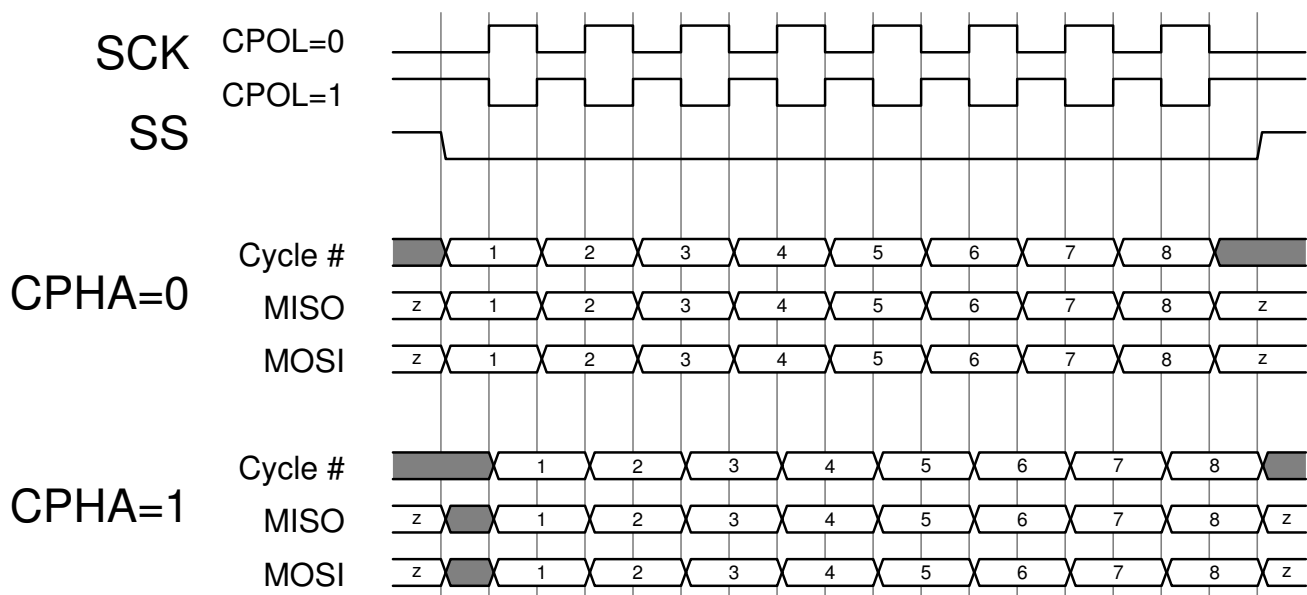 SCK CPOL=0
CPOL=1
SS
Cycle # 1 2 3 4 5 6 7 8
CPHA=0
MISO z 1 2 3 4 5 6 7 8 z
MOSI z 1 2 3 4 5 6 7 8 z
Cycle # 1 2 3 4 5 6 7 8
CPHA=1
MISO z 1 2 3 4 5 6 7 8 z
MOSI z 1 2 3 4 5 6 7 8 z